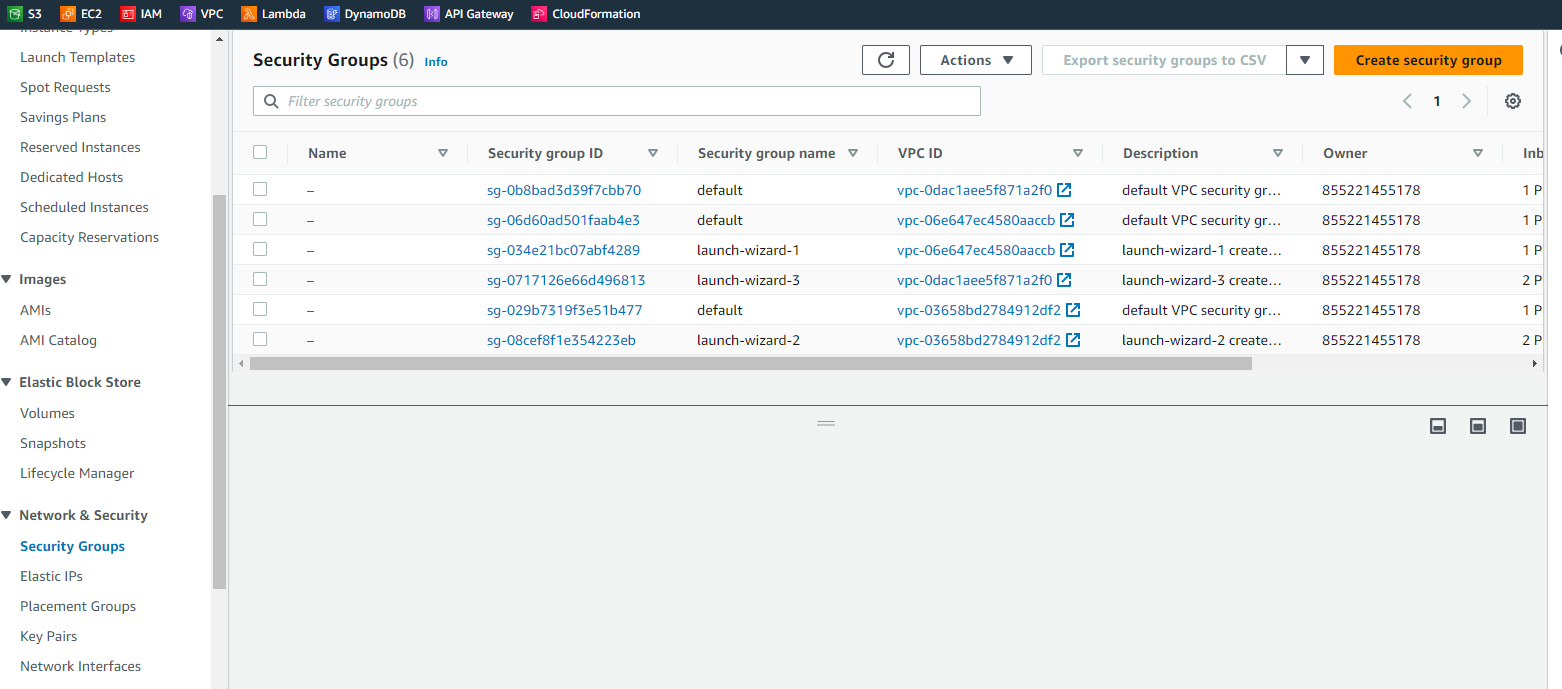 S3 EC2 IAM VPC Lambda DynamoDB API Gateway CloudFormation
Instance Types
Launch Templates
Spot Requests
Savings Plans
Reserved Instances
Dedicated Hosts
Scheduled Instances
Capacity Reservations
Images
AMIs
AMI Catalog
Elastic Block Store
Volumes
Snapshots
Lifecycle Manager
Network & Security
Security Groups
Elastic IPs
Placement Groups
Key Pairs
Network Interfaces
Security Groups (6) Info
Actions Export security groups to CSV Create security group
Filter security groups
1
Name Security group ID Security group name VPC ID Description Owner Inb
– sg-0b8bad3d39f7cbb70 default vpc-0dac1aee5f871a2f0 default VPC security gr... 855221455178 1 P
– sg-06d60ad501faab4e3 default vpc-06e647ec4580aaccb default VPC security gr... 855221455178 1 P
– sg-034e21bc07abf4289 launch-wizard-1 vpc-06e647ec4580aaccb launch-wizard-1 create... 855221455178 1 P
– sg-0717126e66d496813 launch-wizard-3 vpc-0dac1aee5f871a2f0 launch-wizard-3 create... 855221455178 2 P
– sg-029b7319f3e51b477 default vpc-03658bd2784912df2 default VPC security gr... 855221455178 1 P
– sg-08cef8f1e354223eb launch-wizard-2 vpc-03658bd2784912df2 launch-wizard-2 create... 855221455178 2 P